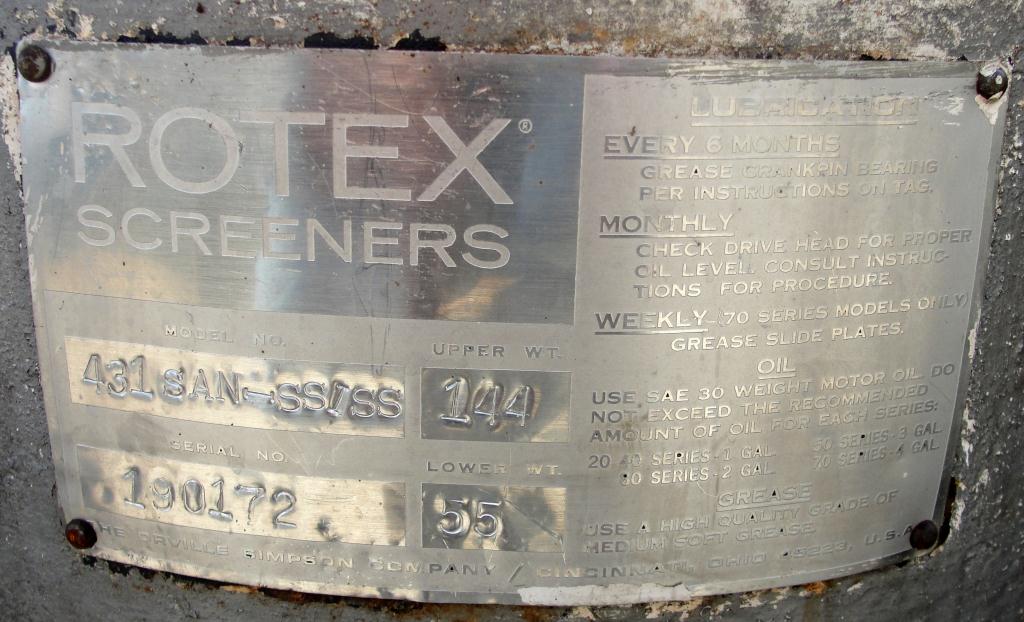 ROTEX®
SCREENERS
MODEL NO.
431SAN-SS/SS
UPPER WT.
144
SERIAL NO.
190172
LOWER WT.
55
THE ORVILLE SIMPSON COMPANY / CINCINNATI, OHIO 45223, U.S.A.
LUBRICATION
EVERY 6 MONTHS
GREASE CRANKPIN BEARING
PER INSTRUCTIONS ON TAG.
MONTHLY
CHECK DRIVE HEAD FOR PROPER
OIL LEVEL. CONSULT INSTRUC-
TIONS FOR PROCEDURE.
WEEKLY-(70 SERIES MODELS ONLY)
GREASE SLIDE PLATES.
OIL
USE SAE 30 WEIGHT MOTOR OIL. DO
NOT EXCEED THE RECOMMENDED
AMOUNT OF OIL FOR EACH SERIES:
20 40 SERIES-1 GAL 50 SERIES-3 GAL
SERIES-2 GAL 70 SERIES-4 GAL
GREASE
USE A HIGH QUALITY GRADE OF
MEDIUM SOFT GREASE.